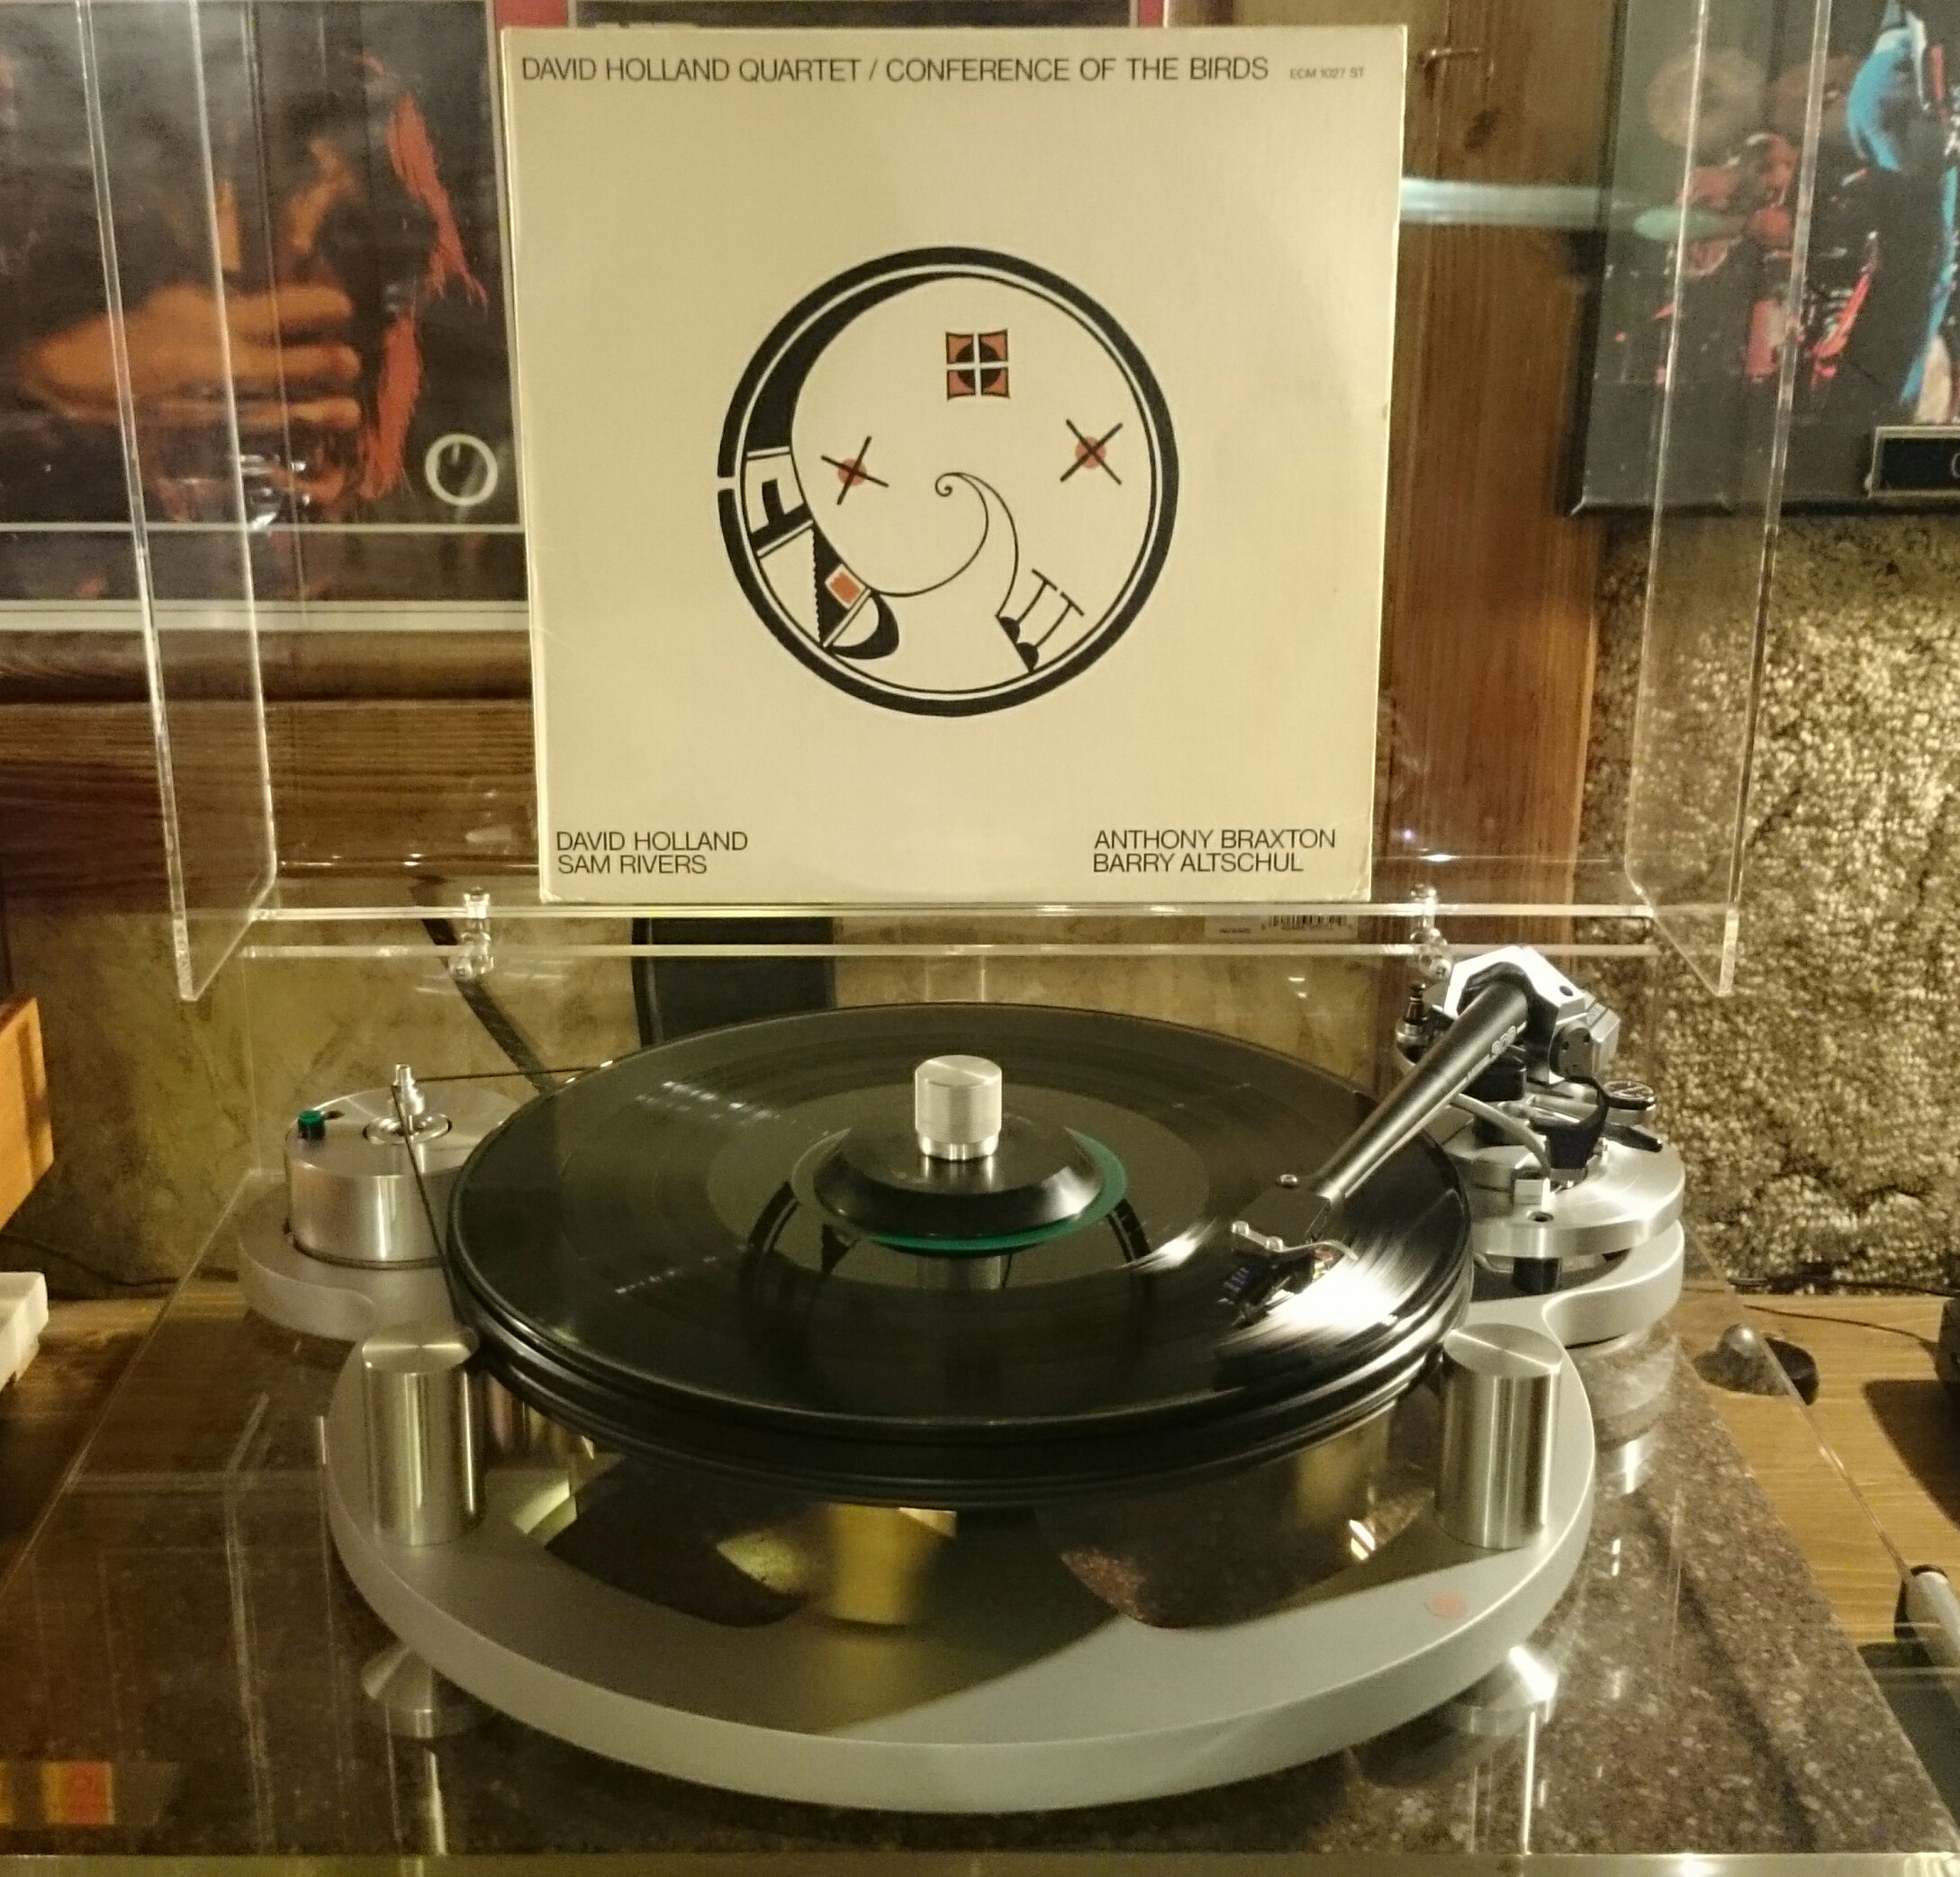 DAVID HOLLAND QUARTET / CONFERENCE OF THE BIRDS ECM 1027 ST
DAVID HOLLAND
SAM RIVERS
ANTHONY BRAXTON
BARRY ALTSCHUL